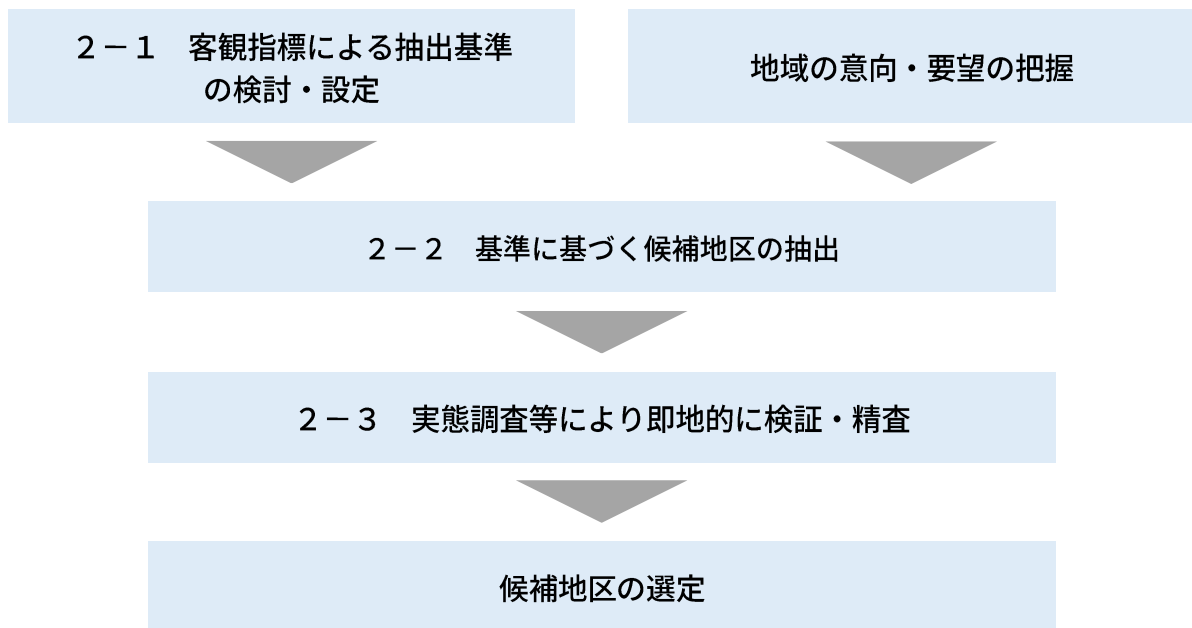 ２－１　客観指標による抽出基準
の検討・設定
地域の意向・要望の把握
２－２　基準に基づく候補地区の抽出
２－３　実態調査等により即地的に検証・精査
候補地区の選定